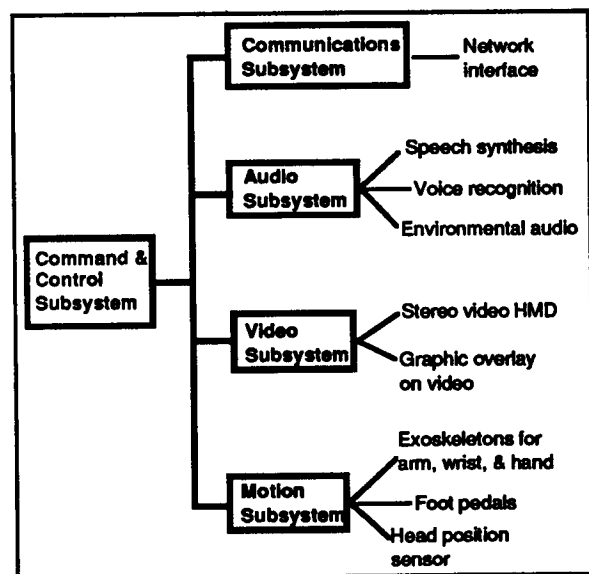 Communications
Subsystem
Network
interface
Audio
Subsystem
Speech synthesis
Voice recognition
Environmental audio
Command &
Control
Subsystem
Video
Subsystem
Stereo video HMD
Graphic overlay
on video
Motion
Subsystem
Exoskeletons for
arm, wrist, & hand
Foot pedals
Head position
sensor